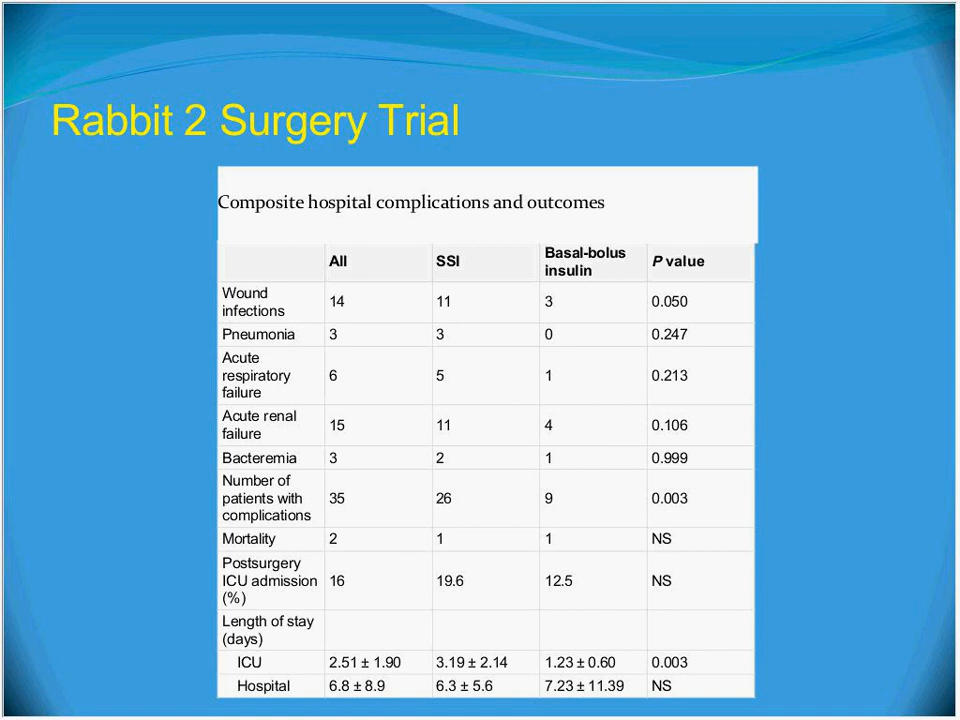 Rabbit 2 Surgery Trial
Composite hospital complications and outcomes
All SSI Basal-bolus insulin P value
Wound infections 14 11 3 0.050
Pneumonia 3 3 0 0.247
Acute respiratory failure 6 5 1 0.213
Acute renal failure 15 11 4 0.106
Bacteremia 3 2 1 0.999
Number of patients with complications 35 26 9 0.003
Mortality 2 1 1 NS
Postsurgery ICU admission (%) 16 19.6 12.5 NS
Length of stay (days)
ICU 2.51 ± 1.90 3.19 ± 2.14 1.23 ± 0.60 0.003
Hospital 6.8 ± 8.9 6.3 ± 5.6 7.23 ± 11.39 NS